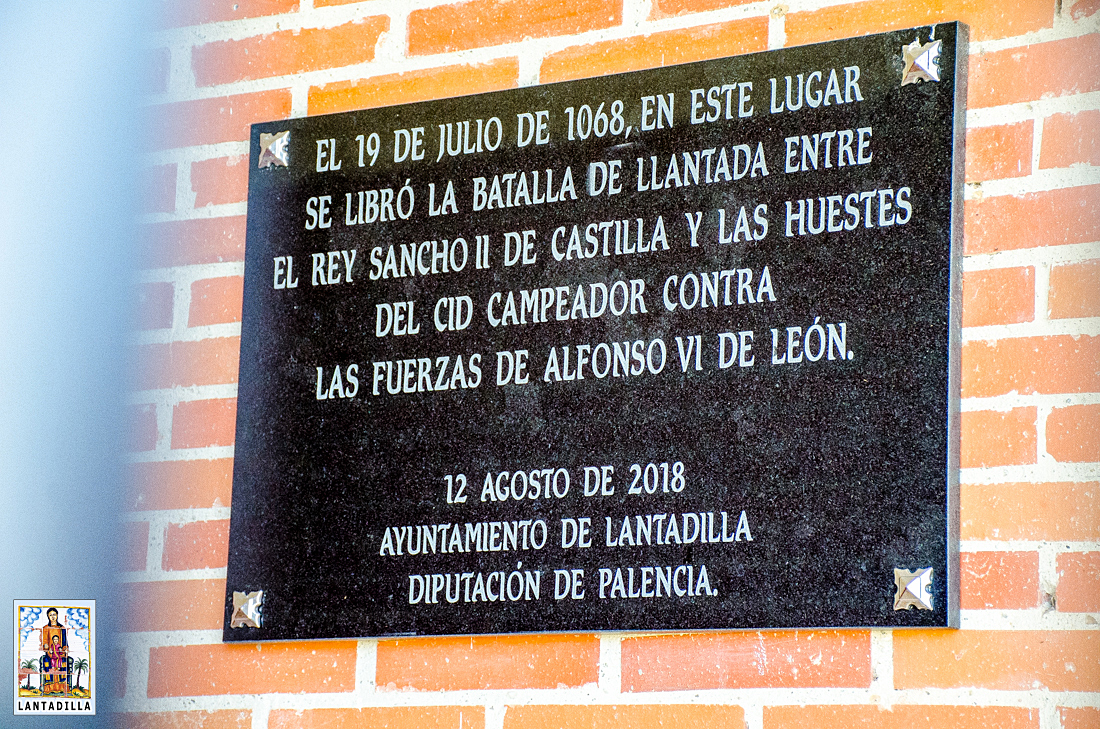 EL 19 DE JULIO DE 1068, EN ESTE LUGAR
SE LIBRÓ LA BATALLA DE LLANTADA ENTRE
EL REY SANCHO II DE CASTILLA Y LAS HUESTES
DEL CID CAMPEADOR CONTRA
LAS FUERZAS DE ALFONSO VI DE LEÓN.
12 AGOSTO DE 2018
AYUNTAMIENTO DE LANTADILLA
DIPUTACIÓN DE PALENCIA.
LANTADILLA